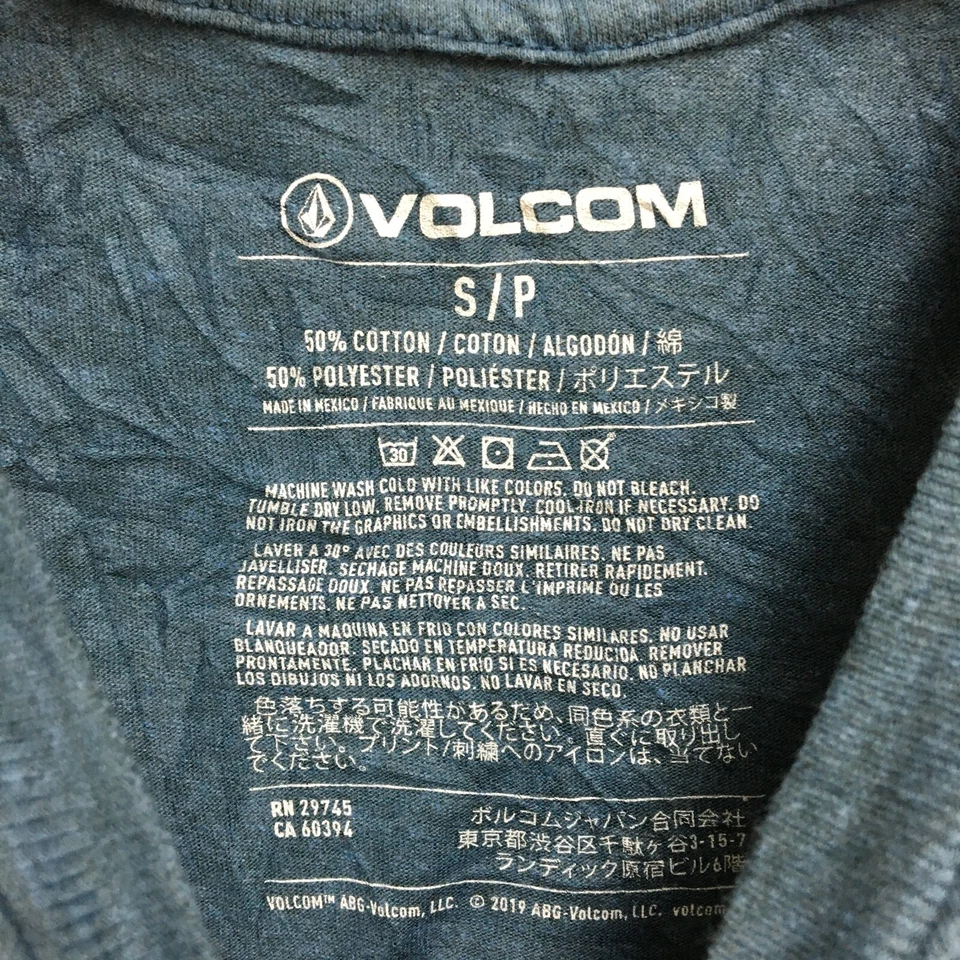 VOLCOM
S/P
50% COTTON / COTON / ALGODÓN / 綿
50% POLYESTER / POLIÉSTER / ポリエステル
MADE IN MEXICO / FABRIQUE AU MEXIQUE / HECHO EN MEXICO / メキシコ製
30
MACHINE WASH COLD WITH LIKE COLORS. DO NOT BLEACH.
TUMBLE DRY LOW. REMOVE PROMPTLY. COOL IRON IF NECESSARY. DO
NOT IRON THE GRAPHICS OR EMBELLISHMENTS. DO NOT DRY CLEAN.
LAVER A 30° AVEC DES COULEURS SIMILAIRES. NE PAS
JAVELLISER. SECHAGE MACHINE DOUX. RETIRER RAPIDEMENT.
REPASSAGE DOUX. NE PAS REPASSER L'IMPRIME OU LES
ORNEMENTS. NE PAS NETTOYER A SEC.
LAVAR A MAQUINA EN FRIO CON COLORES SIMILARES. NO USAR
BLANQUEADOR. SECADO EN TEMPERATURA REDUCIDA. REMOVER
PRONTAMENTE. PLANCHAR EN FRIO SI ES NECESARIO. NO PLANCHAR
LOS DIBUJOS NI LOS ADORNOS. NO LAVAR EN SECO.
色落ちする可能性があるため、同色系の衣類と一
緒に洗濯機で洗濯してください。直ぐに取り出し
て下さい。プリント/刺繍へのアイロンは、当てない
でください。
RN 29745
CA 60394
ボルコムジャパン合同会社
東京都渋谷区千駄ヶ谷3-15-7
ランディック原宿ビル6階
VOLCOM™ ABG-Volcom, LLC. © 2019 ABG-Volcom, LLC. volcom